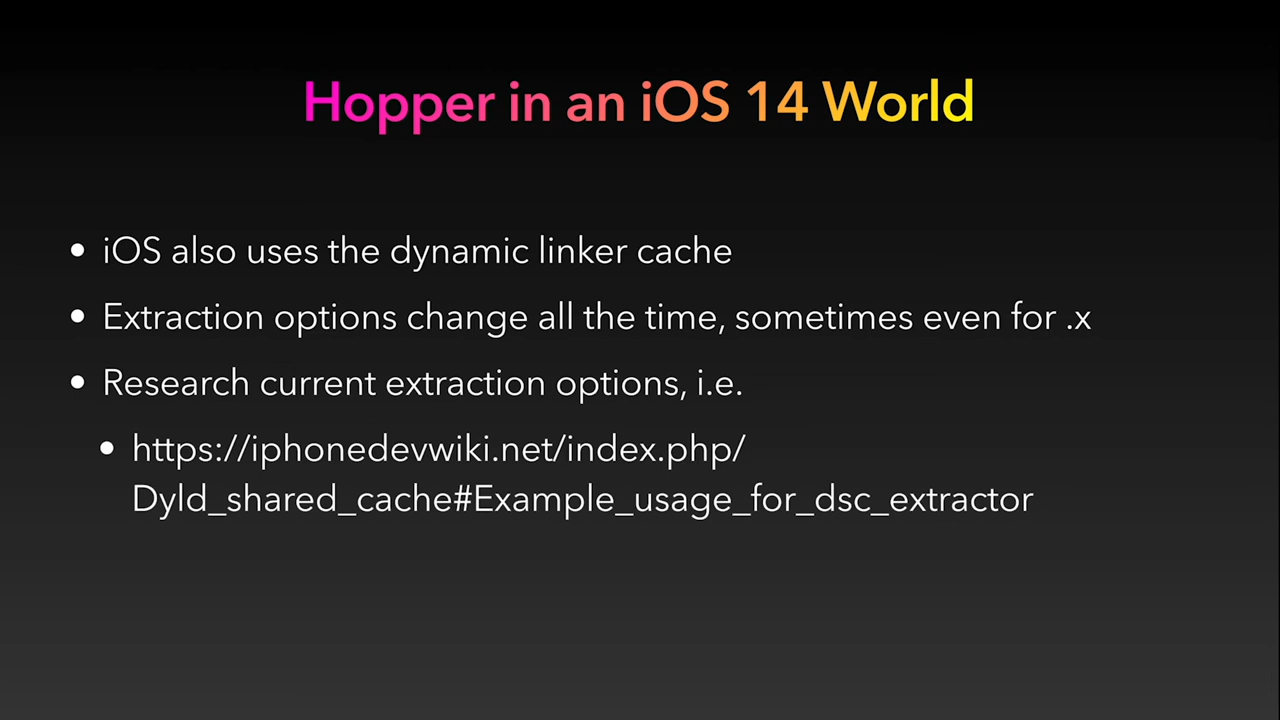 Hopper in an iOS 14 World
• iOS also uses the dynamic linker cache
• Extraction options change all the time, sometimes even for .x
• Research current extraction options, i.e.
• https://iphonedevwiki.net/index.php/
Dyld_shared_cache#Example_usage_for_dsc_extractor